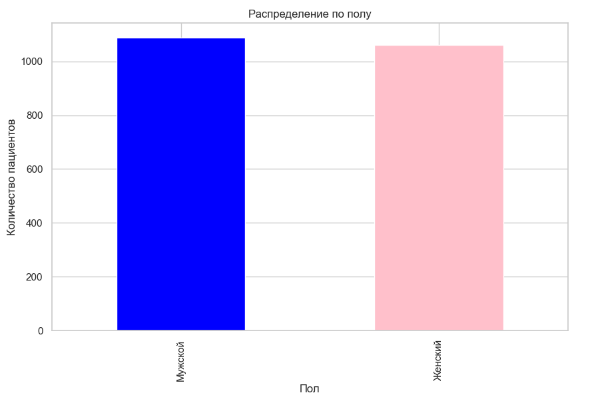 Распределение по полу
Количество пациентов
1000
800
600
400
200
0
Мужской
Женский
Пол